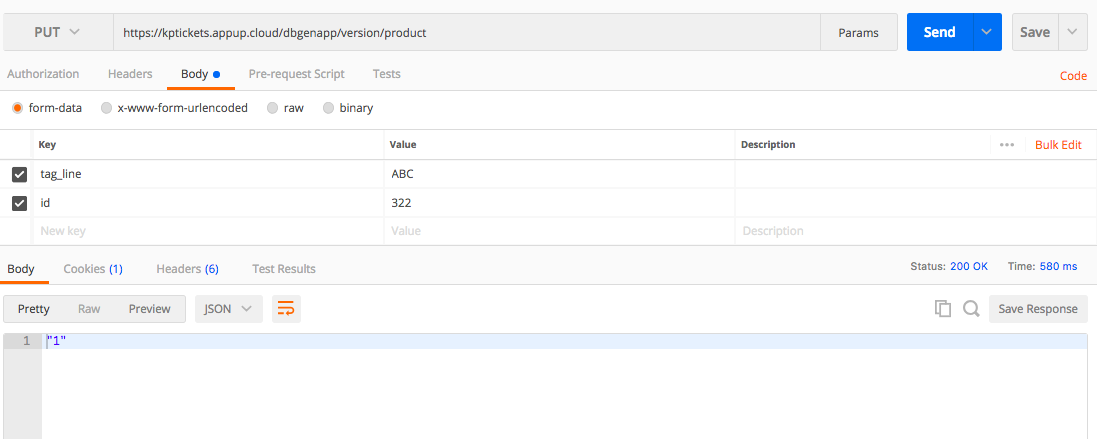 PUT https://kptickets.appup.cloud/dbgenapp/version/product Params Send Save
Authorization Headers Body Pre-request Script Tests Code
form-data x-www-form-urlencoded raw binary
Key Value Description ••• Bulk Edit
tag_line ABC
id 322
New key Value Description
Body Cookies (1) Headers (6) Test Results Status: 200 OK Time: 580 ms
Pretty Raw Preview JSON Save Response
1 "1"